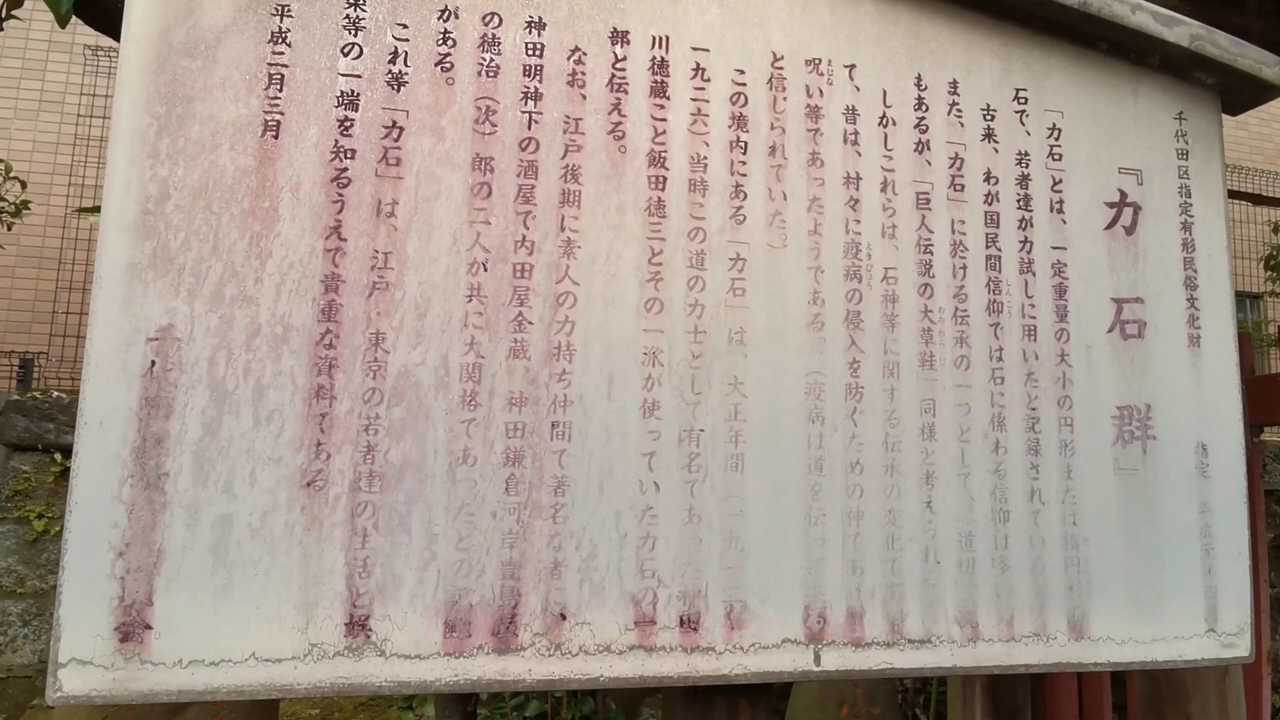 千代田区指定有形民俗文化財
『力石群』
指定
「力石」とは、一定重量の大小の円形または楕円
石で、若者達が力試しに用いたと記録されている
古来、わが国民間信仰では石に係わる信仰は
また、「力石」に於ける伝承の一つとして、道切
もあるが、「巨人伝説の大草鞋」同様と考えられ
しかしこれらは、石神等に関する伝承の変化で
て、昔は、村々に疫病の侵入を防ぐための神であ
呪い等であったようである。（疫病は道を伝って
と信じられていた。）
この境内にある「力石」は、大正年間（一九一二〜
一九二六）、当時この道の力士として有名であった神田
川徳蔵こと飯田徳三とその一派が使っていた力石の一
部と伝える。
なお、江戸後期に素人の力持ち仲間で著名な者に、
神田明神下の酒屋で内田屋金蔵、神田鎌倉河岸豊島屋
の徳治（次）郎の二人が共に大関格であったとの記録
がある。
これ等「力石」は、江戸・東京の若者達の生活と娯
楽等の一端を知るうえで貴重な資料である
平成二月三月
千代 会